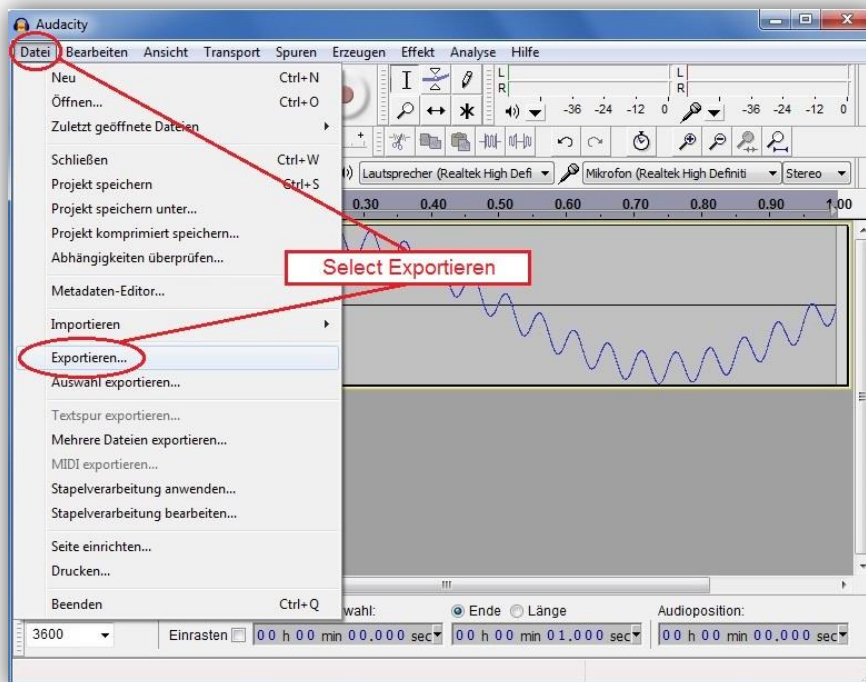 Audacity
Datei Bearbeiten Ansicht Transport Spuren Erzeugen Effekt Analyse Hilfe
Neu Ctrl+N
Öffnen... Ctrl+O
Zuletzt geöffnete Dateien
Schließen Ctrl+W
Projekt speichern Ctrl+S
Projekt speichern unter...
Projekt komprimiert speichern...
Abhängigkeiten überprüfen...
Metadaten-Editor...
Importieren
Exportieren...
Auswahl exportieren...
Textspur exportieren...
Mehrere Dateien exportieren...
MIDI exportieren...
Stapelverarbeitung anwenden...
Stapelverarbeitung bearbeiten...
Seite einrichten...
Drucken...
Beenden Ctrl+Q
L L
R R
-36 -24 -12 0 -36 -24 -12 0
Lautsprecher (Realtek High Defi Mikrofon (Realtek High Definiti Stereo
0.30 0.40 0.50 0.60 0.70 0.80 0.90 1.00
Select Exportieren
wahl: Ende Länge Audioposition:
3600 Einrasten 00 h 00 min 00.000 sec 00 h 00 min 01.000 sec 00 h 00 min 00.000 sec